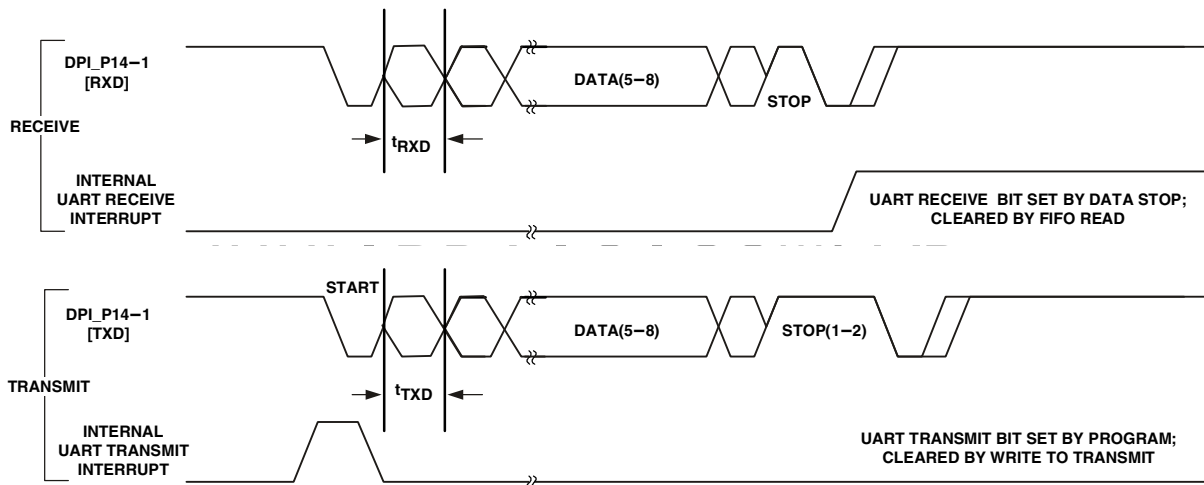 DPI_P14–1
[RXD]
DATA(5–8)
STOP
RECEIVE
tRXD
INTERNAL
UART RECEIVE
INTERRUPT
UART RECEIVE BIT SET BY DATA STOP;
CLEARED BY FIFO READ
START
DPI_P14–1
[TXD]
DATA(5–8)
STOP(1–2)
TRANSMIT
tTXD
INTERNAL
UART TRANSMIT
INTERRUPT
UART TRANSMIT BIT SET BY PROGRAM;
CLEARED BY WRITE TO TRANSMIT